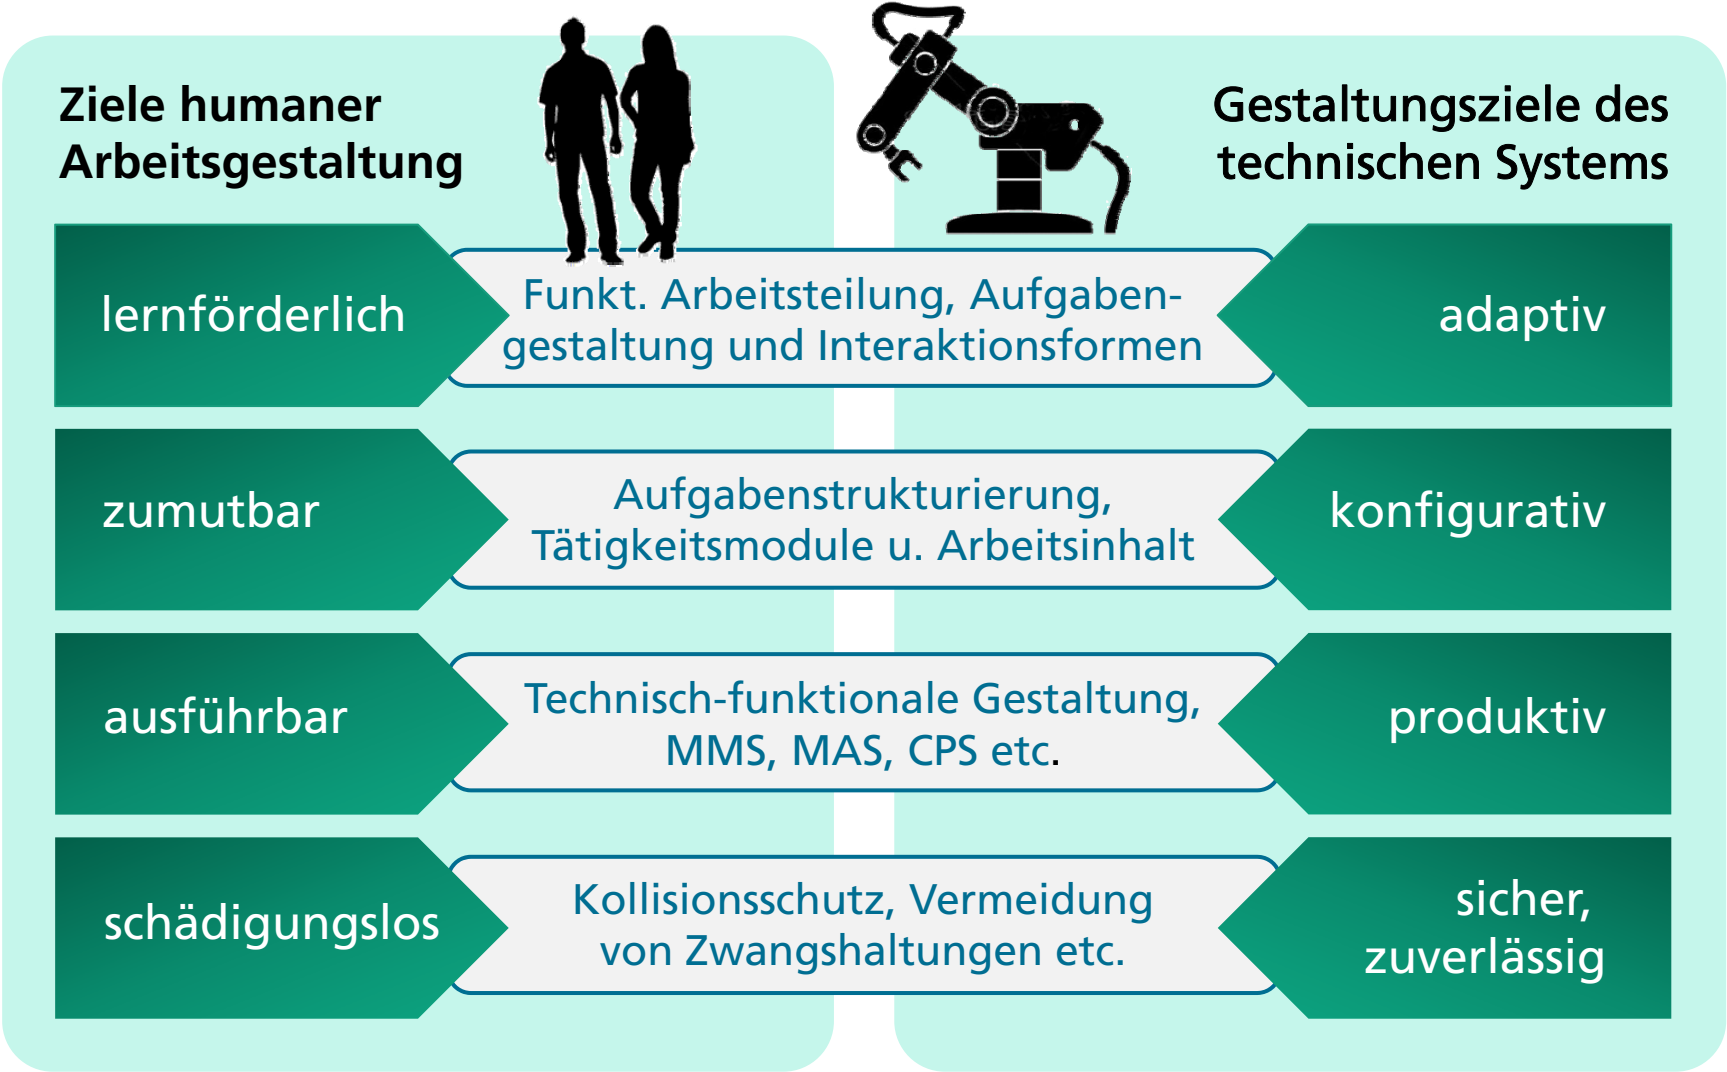 Ziele humaner
Arbeitsgestaltung
Gestaltungsziele des
technischen Systems
lernförderlich
Funkt. Arbeitsteilung, Aufgaben-
gestaltung und Interaktionsformen
adaptiv
zumutbar
Aufgabenstrukturierung,
Tätigkeitsmodule u. Arbeitsinhalt
konfigurativ
ausführbar
Technisch-funktionale Gestaltung,
MMS, MAS, CPS etc.
produktiv
schädigungslos
Kollisionsschutz, Vermeidung
von Zwangshaltungen etc.
sicher,
zuverlässig